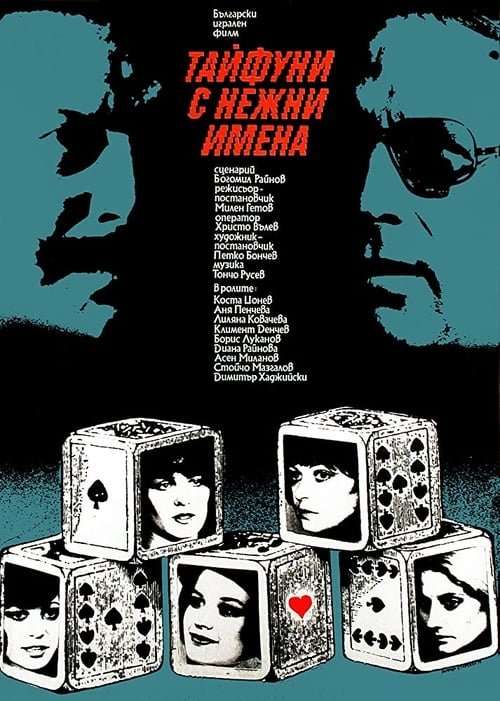 Български
игрален
филм
ТАЙФУНИ
С НЕЖНИ
ИМЕНА
сценарий
Богомил Райнов
режисьор-
постановчик
Милен Гетов
оператор
Христо Вълев
художник-
постановчик
Петко Бончев
музика
Тончо Русев
В ролите:
Коста Цонев
Аня Пенчева
Лиляна Ковачева
Климент Денчев
Борис Луканов
Диана Райнова
Асен Миланов
Стойчо Мазгалов
Димитър Хаджийски